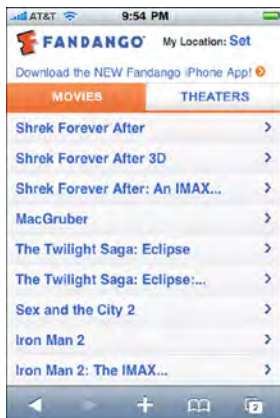 AT&T 9:54 PM
FANDANGO My Location: Set
Download the NEW Fandango iPhone App!
MOVIES THEATERS
Shrek Forever After
Shrek Forever After 3D
Shrek Forever After: An IMAX...
MacGruber
The Twilight Saga: Eclipse
The Twilight Saga: Eclipse:...
Sex and the City 2
Iron Man 2
Iron Man 2: The IMAX...
2